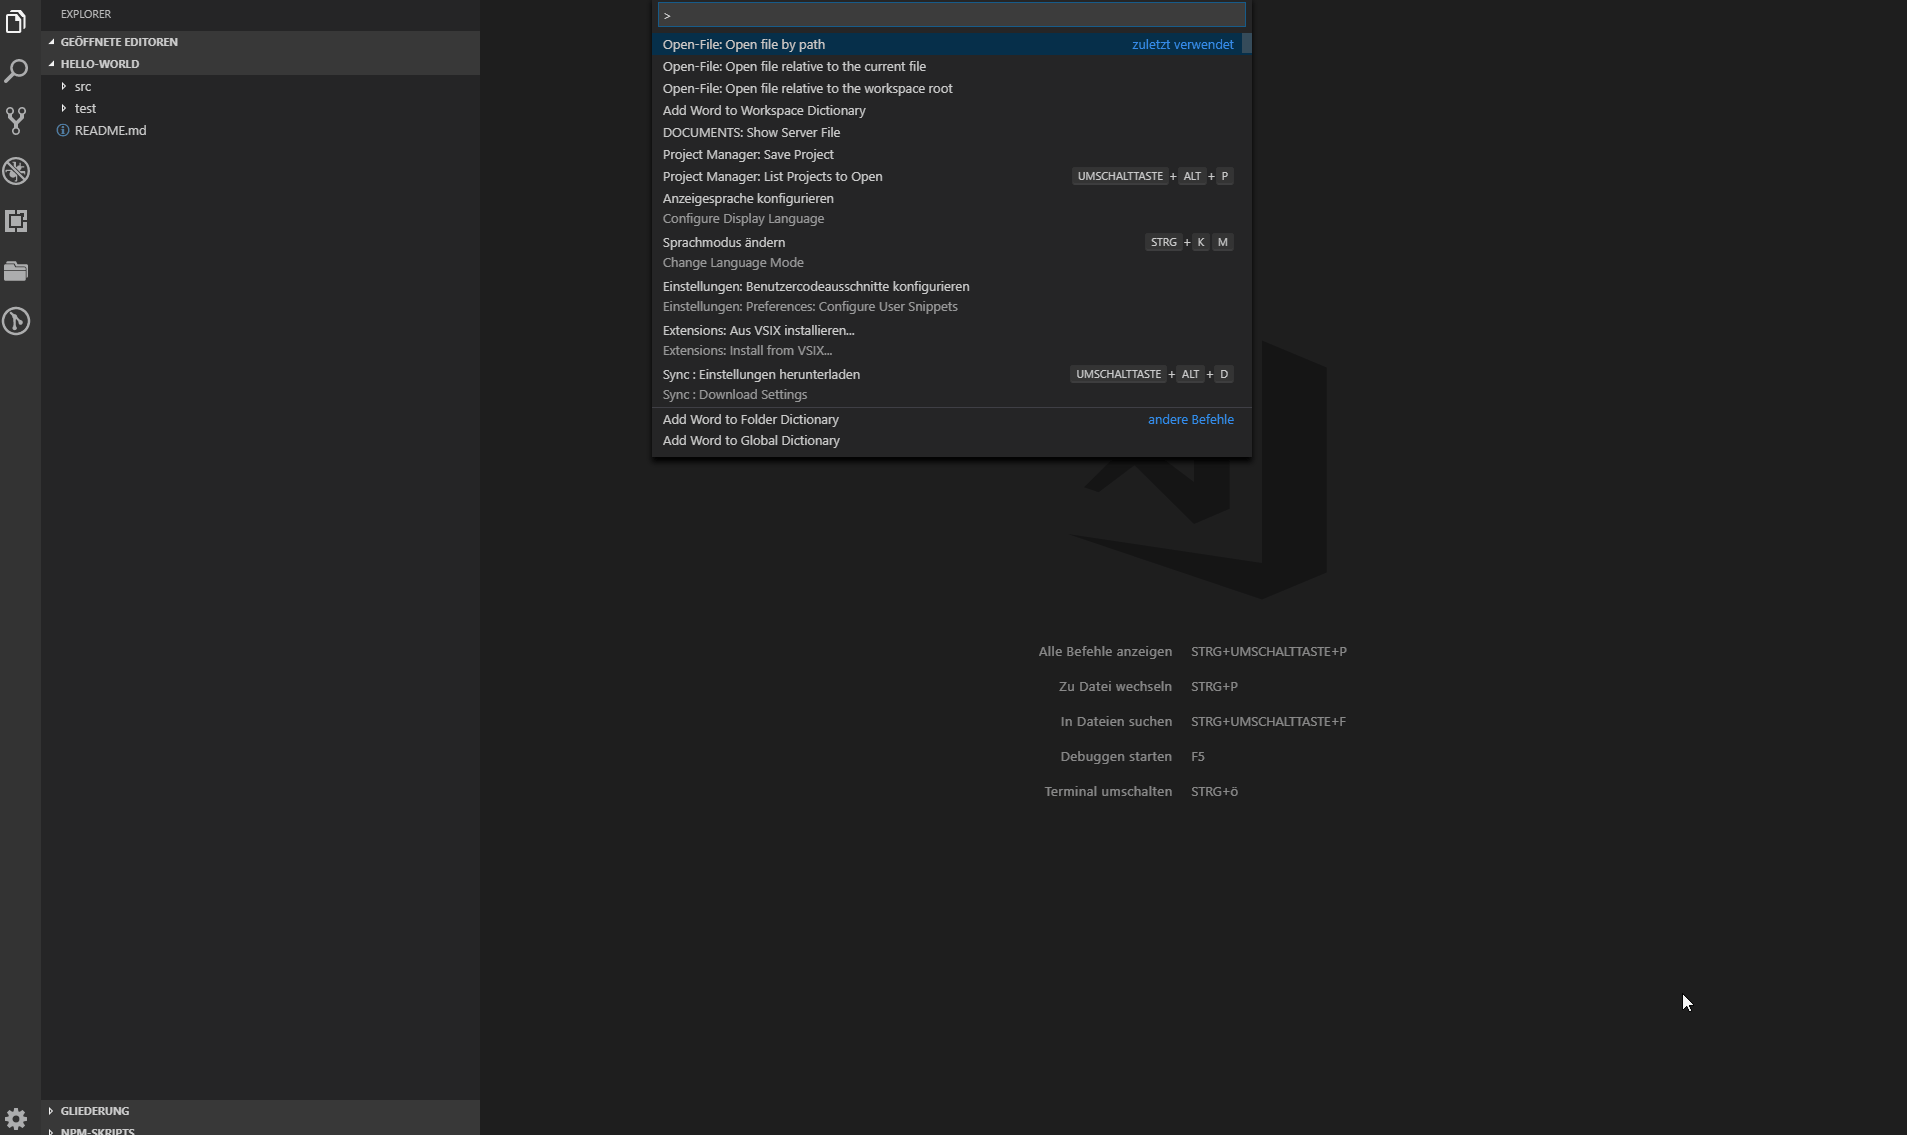 EXPLORER
GEÖFFNETE EDITOREN
HELLO-WORLD
src
test
README.md
GLIEDERUNG
NPM-SKRIPTS
>
Open-File: Open file by path zuletzt verwendet
Open-File: Open file relative to the current file
Open-File: Open file relative to the workspace root
Add Word to Workspace Dictionary
DOCUMENTS: Show Server File
Project Manager: Save Project
Project Manager: List Projects to Open UMSCHALTTASTE + ALT + P
Anzeigesprache konfigurieren
Configure Display Language
Sprachmodus ändern STRG + K M
Change Language Mode
Einstellungen: Benutzercodeausschnitte konfigurieren
Einstellungen: Preferences: Configure User Snippets
Extensions: Aus VSIX installieren...
Extensions: Install from VSIX...
Sync : Einstellungen herunterladen UMSCHALTTASTE + ALT + D
Sync : Download Settings
Add Word to Folder Dictionary andere Befehle
Add Word to Global Dictionary
Alle Befehle anzeigen STRG+UMSCHALTTASTE+P
Zu Datei wechseln STRG+P
In Dateien suchen STRG+UMSCHALTTASTE+F
Debuggen starten F5
Terminal umschalten STRG+ö